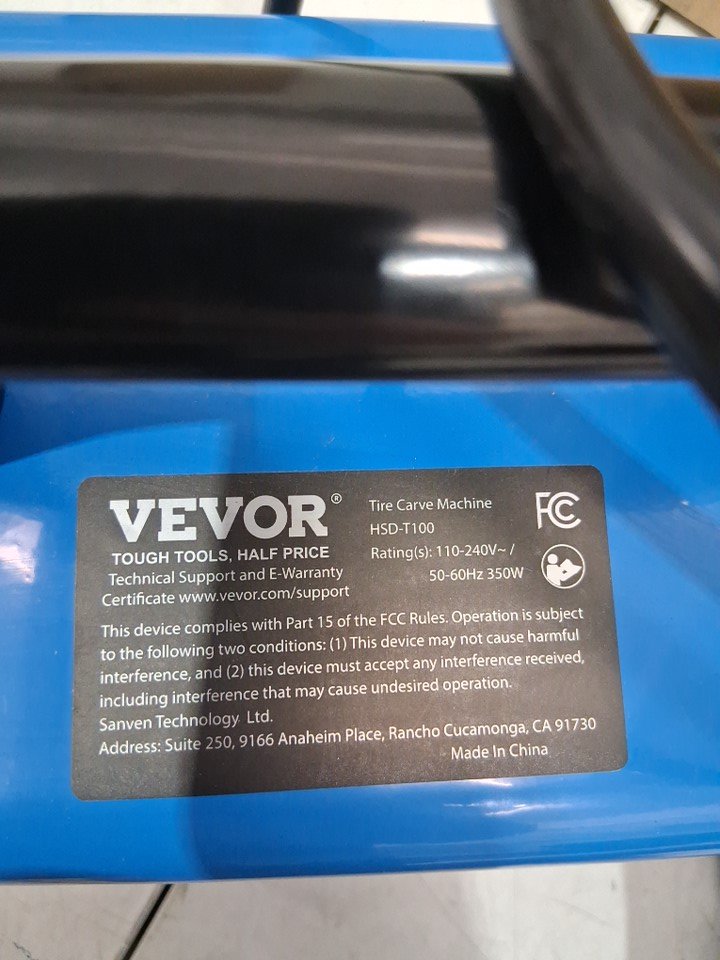 VEVOR®
TOUGH TOOLS, HALF PRICE
Technical Support and E-Warranty
Certificate www.vevor.com/support
Tire Carve Machine
HSD-T100
Rating(s): 110-240V~ /
50-60Hz 350W
FCC
This device complies with Part 15 of the FCC Rules. Operation is subject
to the following two conditions: (1) This device may not cause harmful
interference, and (2) this device must accept any interference received,
including interference that may cause undesired operation.
Sanven Technology Ltd.
Address: Suite 250, 9166 Anaheim Place, Rancho Cucamonga, CA 91730
Made In China